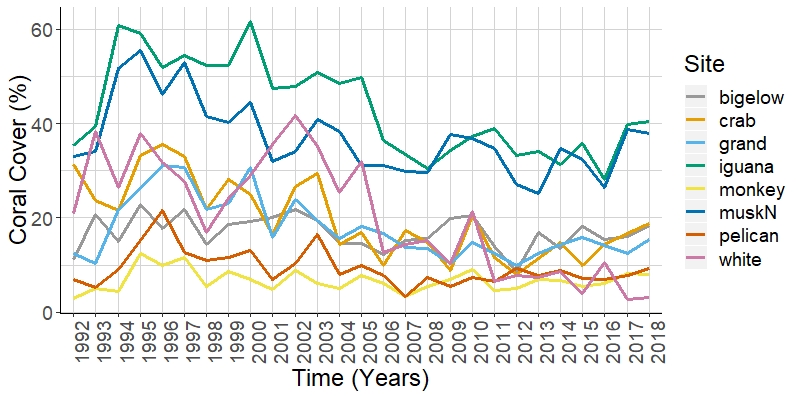 Coral Cover (%)
60
40
20
0
1992 1993 1994 1995 1996 1997 1998 1999 2000 2001 2002 2003 2004 2005 2006 2007 2008 2009 2010 2011 2012 2013 2014 2015 2016 2017 2018
Time (Years)
Site
bigelow
crab
grand
iguana
monkey
muskN
pelican
white